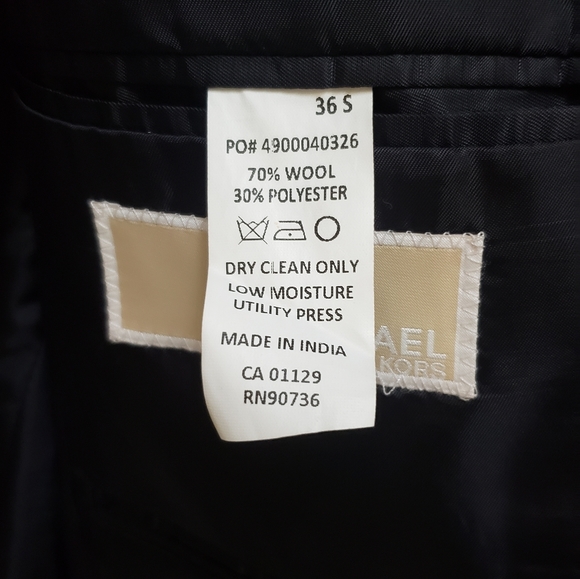 36 S
PO# 4900040326
70% WOOL
30% POLYESTER
DRY CLEAN ONLY
LOW MOISTURE
UTILITY PRESS
MADE IN INDIA
CA 01129
RN90736
AEL
KORS